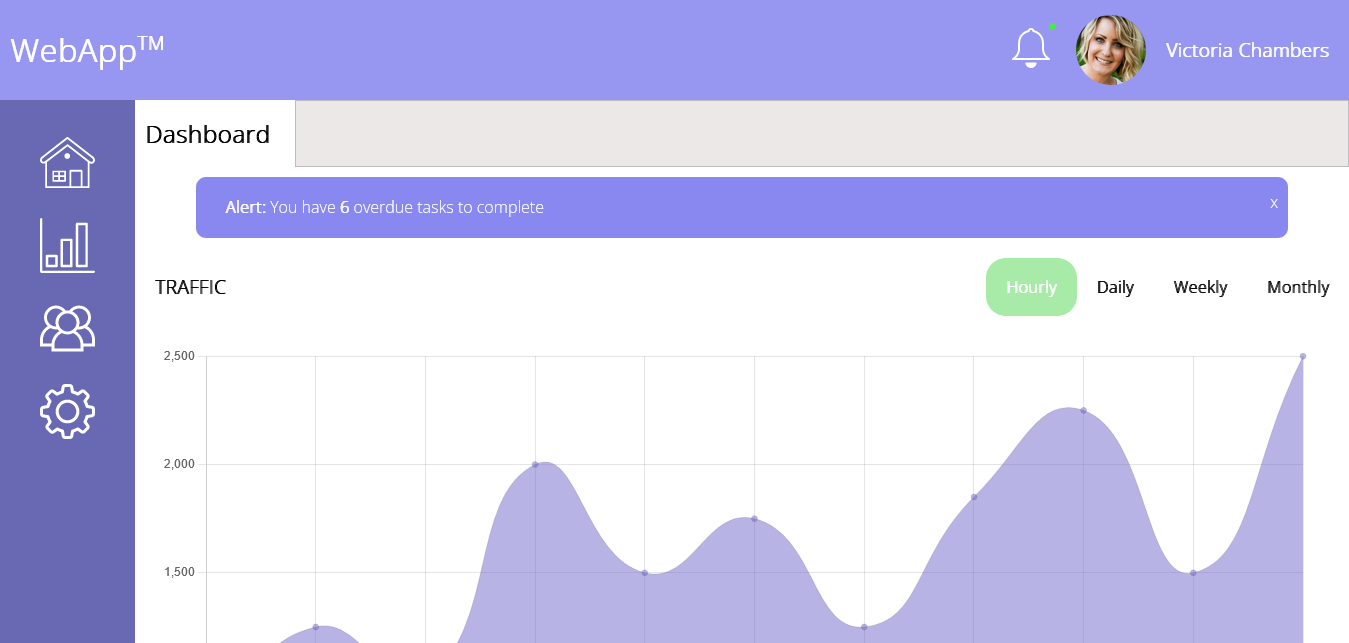 WebApp™
Victoria Chambers
Dashboard
Alert: You have 6 overdue tasks to complete
x
TRAFFIC
Hourly
Daily
Weekly
Monthly
2,500
2,000
1,500